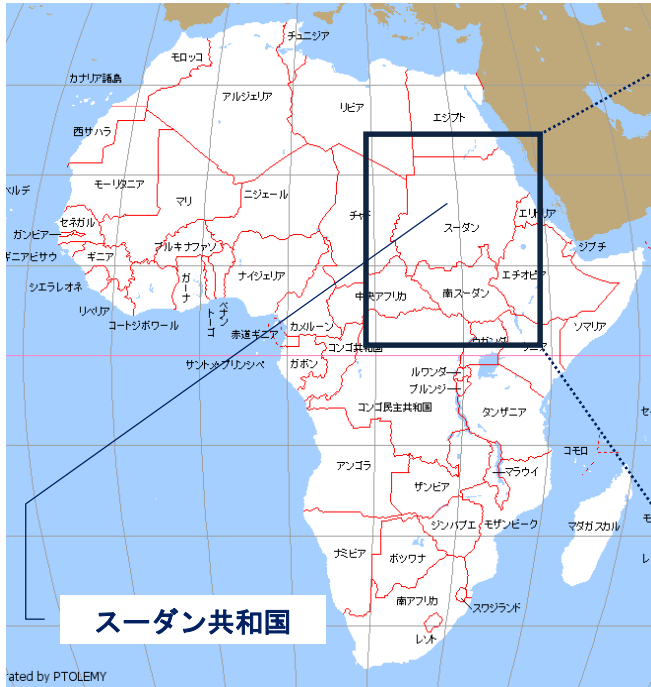 チュニジア
モロッコ
カナリア諸島
アルジェリア
リビア
エジプト
西サハラ
モーリタニア
マリ
ニジェール
チャド
スーダン
エリトリア
セネガル
ガンビア
ギニアビサウ
ギニア
ブルキナファソ
ナイジェリア
ジブチ
エチオピア
シエラレオネ
リベリア
コートジボワール
ガーナ
トーゴ
ベナン
中央アフリカ
南スーダン
カメルーン
赤道ギニア
ソマリア
ウガンダ
ケニア
コンゴ共和国
サントメプリンシペ
ガボン
ルワンダ
ブルンジ
コンゴ民主共和国
タンザニア
コモロ
アンゴラ
マラウイ
ザンビア
ジンバブエ
モザンビーク
マダガスカル
ナミビア
ボツワナ
南アフリカ
スワジランド
レソト
スーダン共和国
rated by PTOLEMY